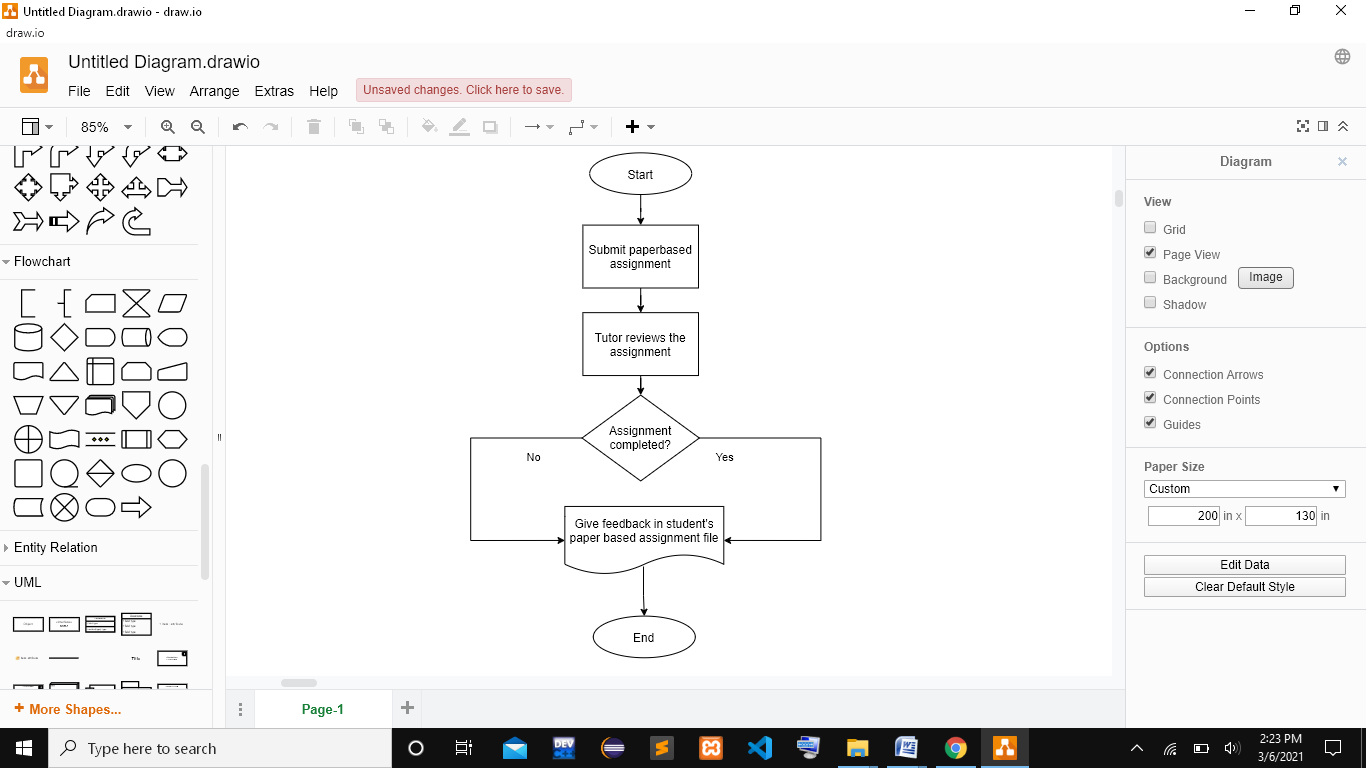 Untitled Diagram.drawio - draw.io
draw.io
Untitled Diagram.drawio
File Edit View Arrange Extras Help Unsaved changes. Click here to save.
85%
Flowchart
Entity Relation
UML
Title
+ More Shapes...
Start
Submit paperbased
assignment
Tutor reviews the
assignment
Assignment
completed?
No
Yes
Give feedback in student's
paper based assignment file
End
Page-1
Diagram
View
Grid
Page View
Background Image
Shadow
Options
Connection Arrows
Connection Points
Guides
Paper Size
Custom
200 in x 130 in
Edit Data
Clear Default Style
Type here to search
DEV
2:23 PM
3/6/2021